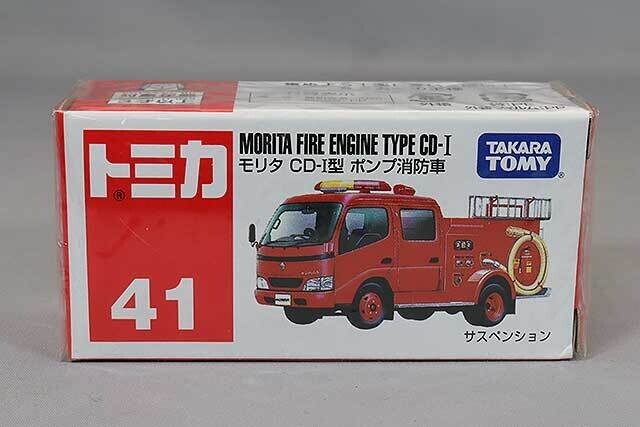 トミカ
®
41
MORITA FIRE ENGINE TYPE CD-I
モリタ CD-I型 ポンプ消防車
TAKARA
TOMY®
サスペンション